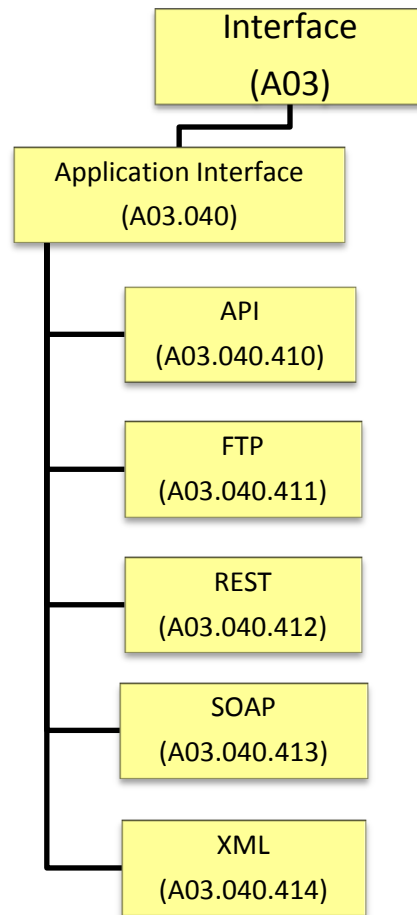 Interface
(A03)
Application Interface
(A03.040)
API
(A03.040.410)
FTP
(A03.040.411)
REST
(A03.040.412)
SOAP
(A03.040.413)
XML
(A03.040.414)